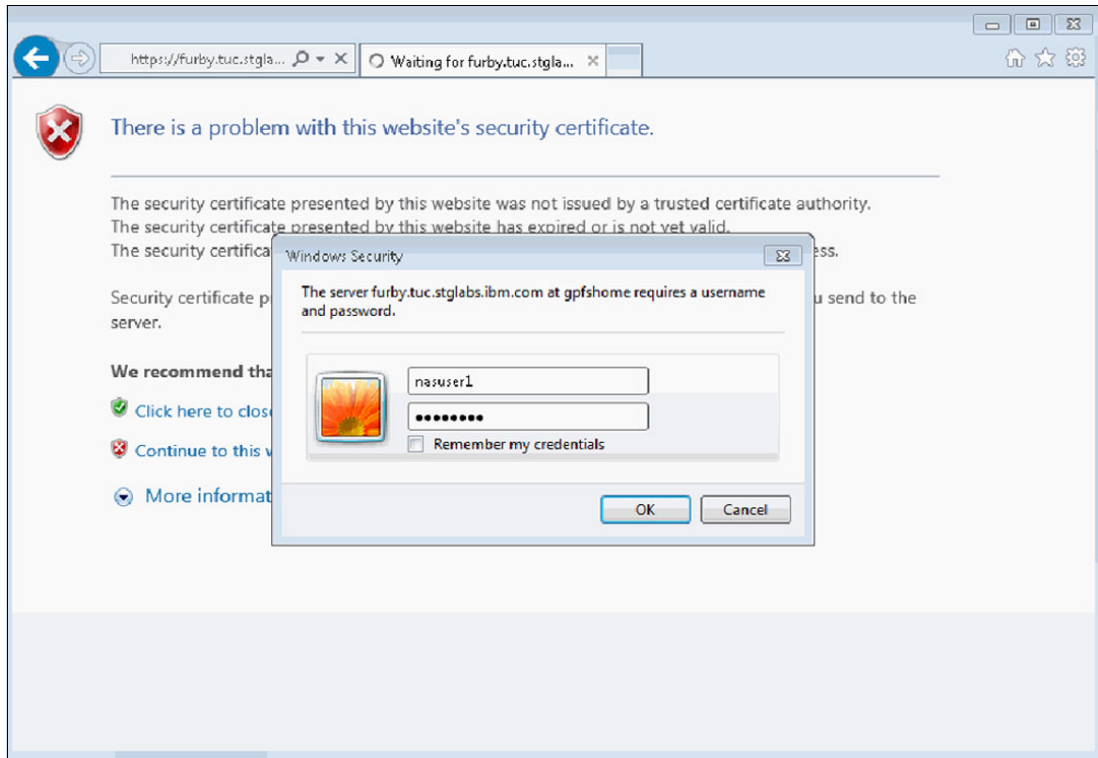 https://furby.tuc.stgla...
Waiting for furby.tuc.stgla...
There is a problem with this website's security certificate.
The security certificate presented by this website was not issued by a trusted certificate authority.
The security certificate presented by this website has expired or is not yet valid.
The security certifica
ess.
Security certificate p
u send to the
server.
We recommend tha
Click here to close
Continue to this w
More informat
Windows Security
The server furby.tuc.stglabs.ibm.com at gpfshome requires a username
and password.
nasuser1
••••••••
Remember my credentials
OK Cancel